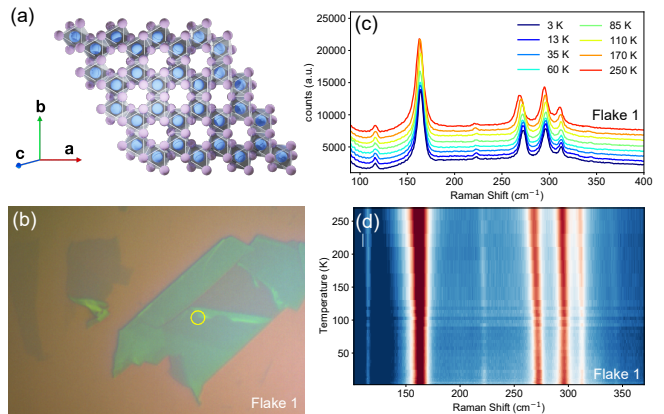 (a)
b
c
a
(b)
Flake 1
(c)
counts (a.u.)
25000
20000
15000
10000
5000
3 K
13 K
35 K
60 K
85 K
110 K
170 K
250 K
Flake 1
100 150 200 250 300 350 400
Raman Shift (cm⁻¹)
(d)
Temperature (K)
250
200
150
100
50
Flake 1
150 200 250 300 350
Raman Shift (cm⁻¹)